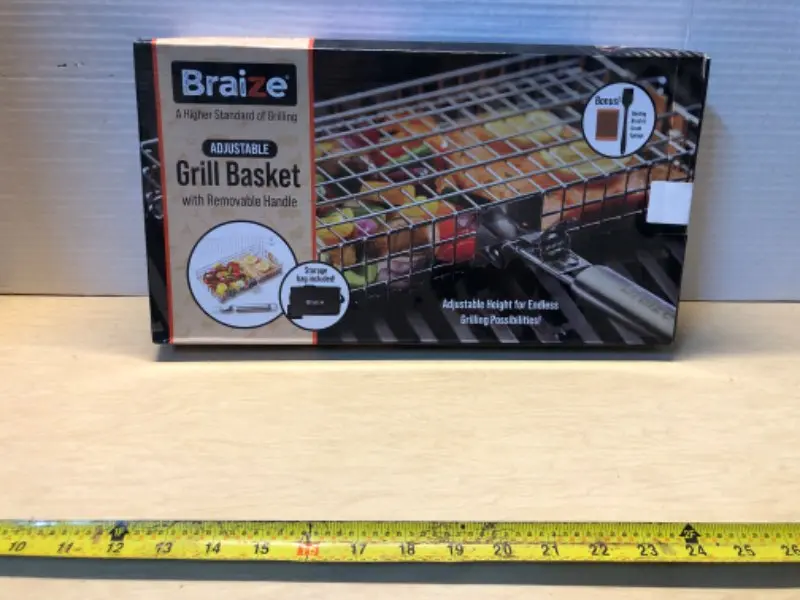 Braize®
A Higher Standard of Grilling
ADJUSTABLE
Grill Basket
with Removable Handle
Storage
bag included!
Braize
Bonus!
Adjustable Height for Endless
Grilling Possibilities!
10 11 12 13 14 15 16 17 18 19 20 21 22 23 24 25 26